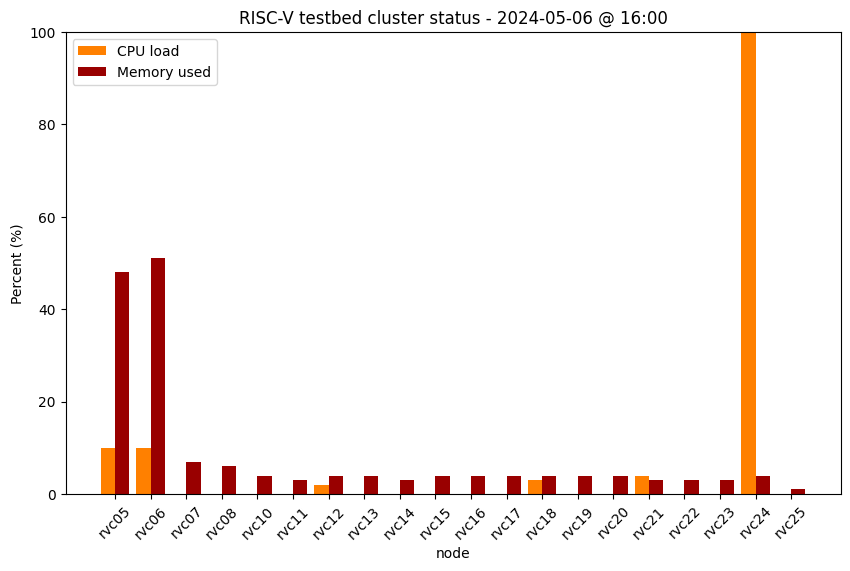 RISC-V testbed cluster status - 2024-05-06 @ 16:00
CPU load
Memory used
Percent (%)
100
80
60
40
20
0
rvc05
rvc06
rvc07
rvc08
rvc10
rvc11
rvc12
rvc13
rvc14
rvc15
rvc16
rvc17
rvc18
rvc19
rvc20
rvc21
rvc22
rvc23
rvc24
rvc25
node